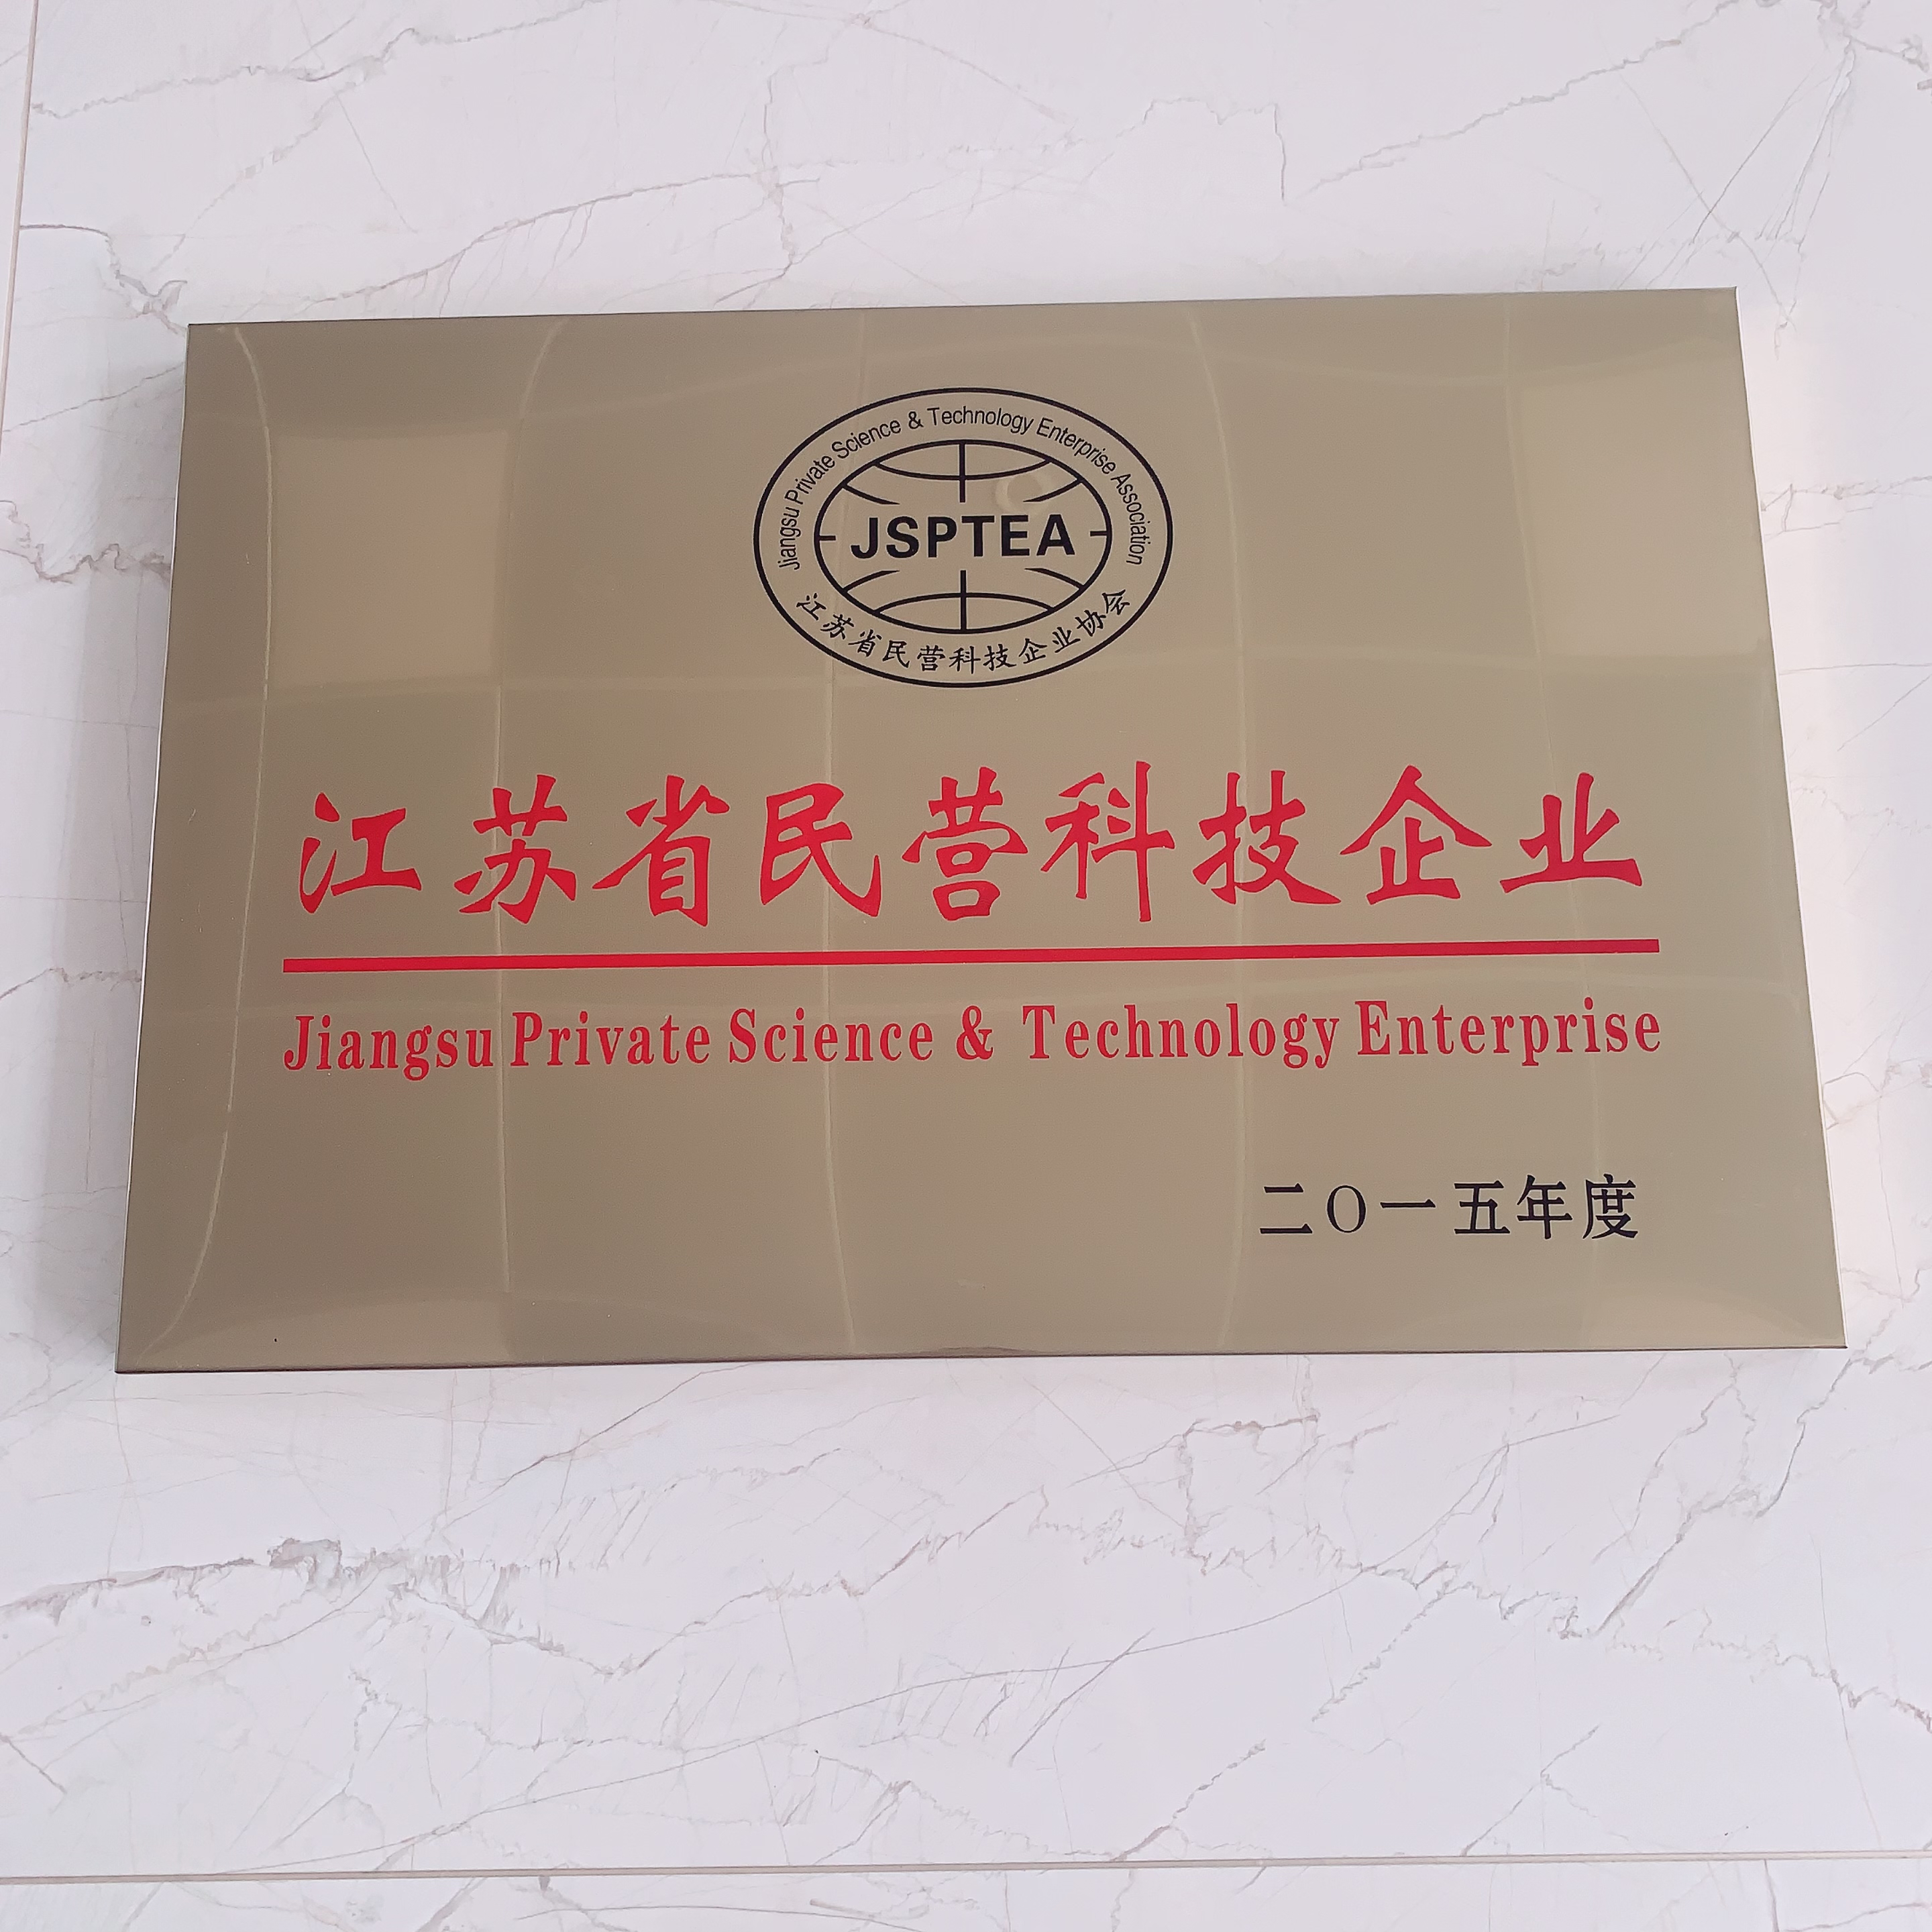 Jiangsu Private Science & Technology Enterprise Association
JSPTEA
江苏省民营科技企业协会
江苏省民营科技企业
Jiangsu Private Science & Technology Enterprise
二〇一五年度